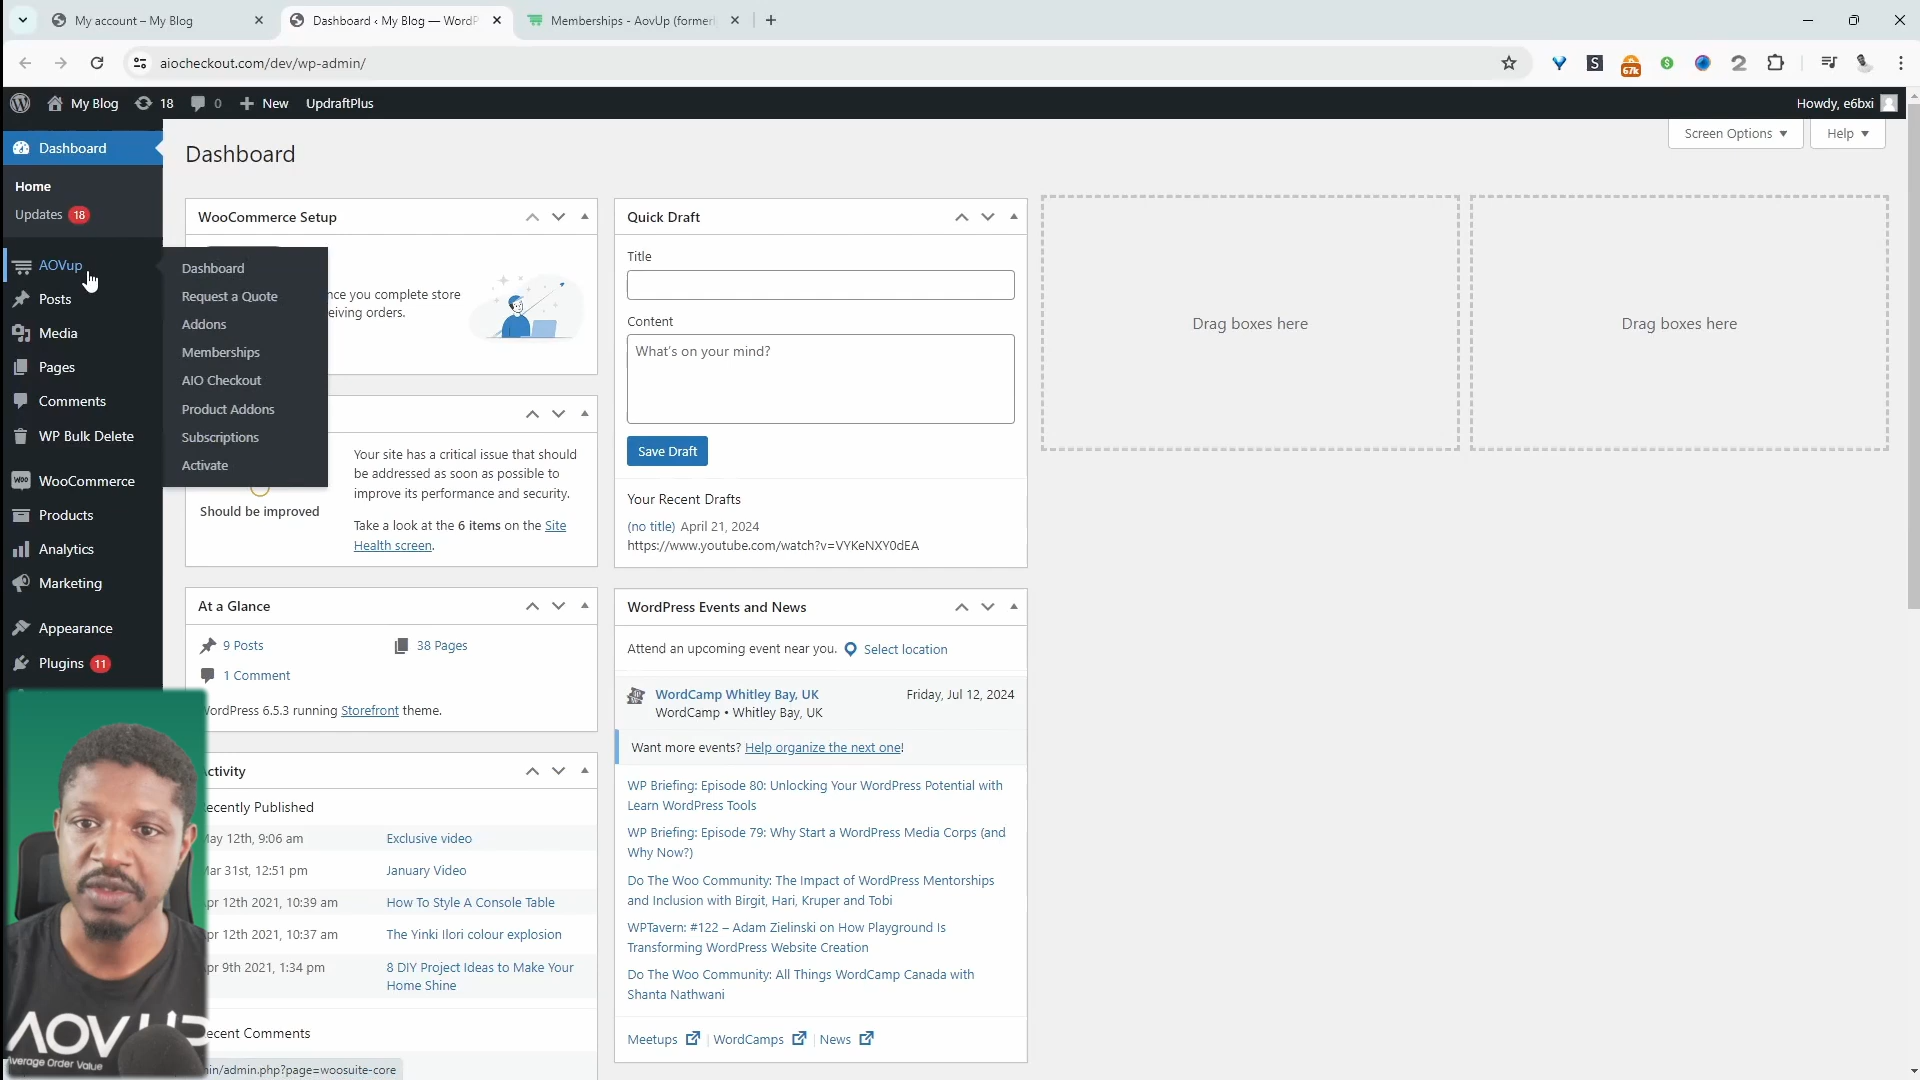 My account – My Blog
Dashboard ‹ My Blog — WordP
Memberships - AovUp (former
aiocheckout.com/dev/wp-admin/
67k
My Blog
18
0
New
UpdraftPlus
Howdy, e6bxi
Dashboard
Home
Updates 18
AOVup
Posts
Media
Pages
Comments
WP Bulk Delete
WooCommerce
Products
Analytics
Marketing
Appearance
Plugins 11
Dashboard
Request a Quote
Addons
Memberships
AIO Checkout
Product Addons
Subscriptions
Activate
Screen Options
Help
Dashboard
WooCommerce Setup
nce you complete store
eiving orders.
Should be improved
Your site has a critical issue that should
be addressed as soon as possible to
improve its performance and security.
Take a look at the 6 items on the Site
Health screen.
At a Glance
9 Posts
38 Pages
1 Comment
WordPress 6.5.3 running Storefront theme.
Activity
Recently Published
May 12th, 9:06 am
Exclusive video
Mar 31st, 12:51 pm
January Video
Apr 12th 2021, 10:39 am
How To Style A Console Table
Apr 12th 2021, 10:37 am
The Yinki Ilori colour explosion
Apr 9th 2021, 1:34 pm
8 DIY Project Ideas to Make Your
Home Shine
Recent Comments
in/admin.php?page=woosuite-core
Quick Draft
Title
Content
What's on your mind?
Save Draft
Your Recent Drafts
(no title) April 21, 2024
https://www.youtube.com/watch?v=VYKeNXY0dEA
WordPress Events and News
Attend an upcoming event near you. Select location
WordCamp Whitley Bay, UK
Friday, Jul 12, 2024
WordCamp • Whitley Bay, UK
Want more events? Help organize the next one!
WP Briefing: Episode 80: Unlocking Your WordPress Potential with
Learn WordPress Tools
WP Briefing: Episode 79: Why Start a WordPress Media Corps (and
Why Now?)
Do The Woo Community: The Impact of WordPress Mentorships
and Inclusion with Birgit, Hari, Kruper and Tobi
WPTavern: #122 – Adam Zielinski on How Playground Is
Transforming WordPress Website Creation
Do The Woo Community: All Things WordCamp Canada with
Shanta Nathwani
Meetups | WordCamps | News
Drag boxes here
Drag boxes here
AOVUP
Average Order Value